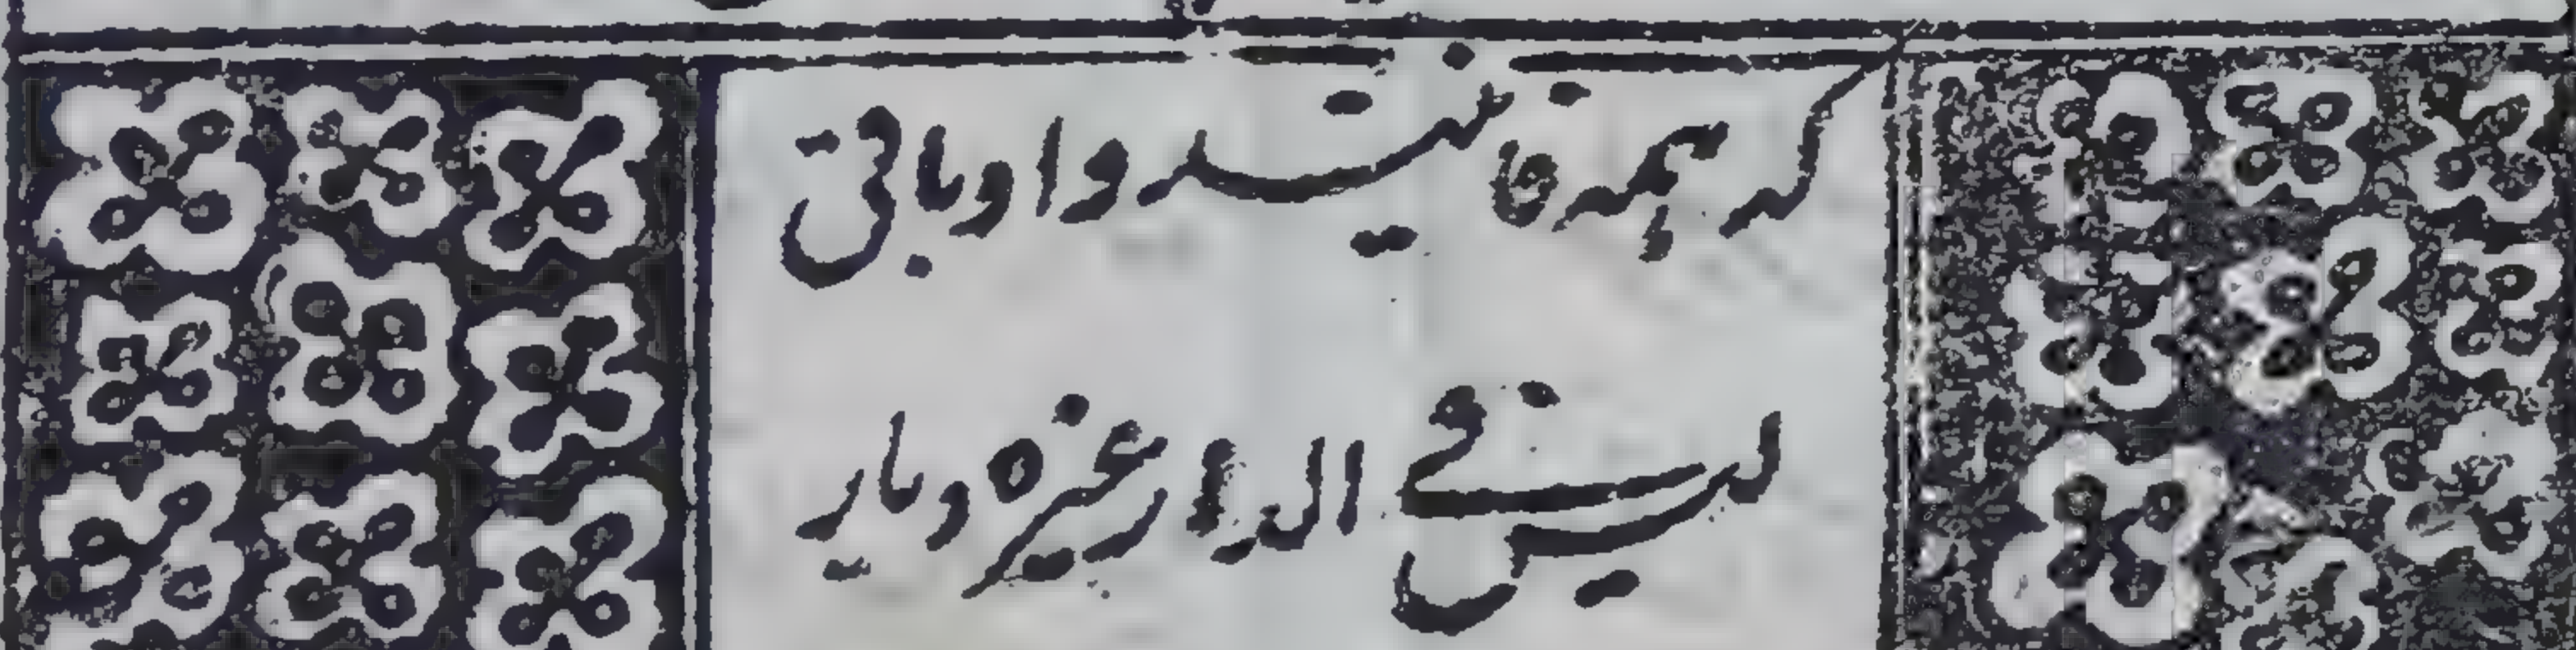 که همه فانیند و او باقی
لیس فی الدار غیره دیار